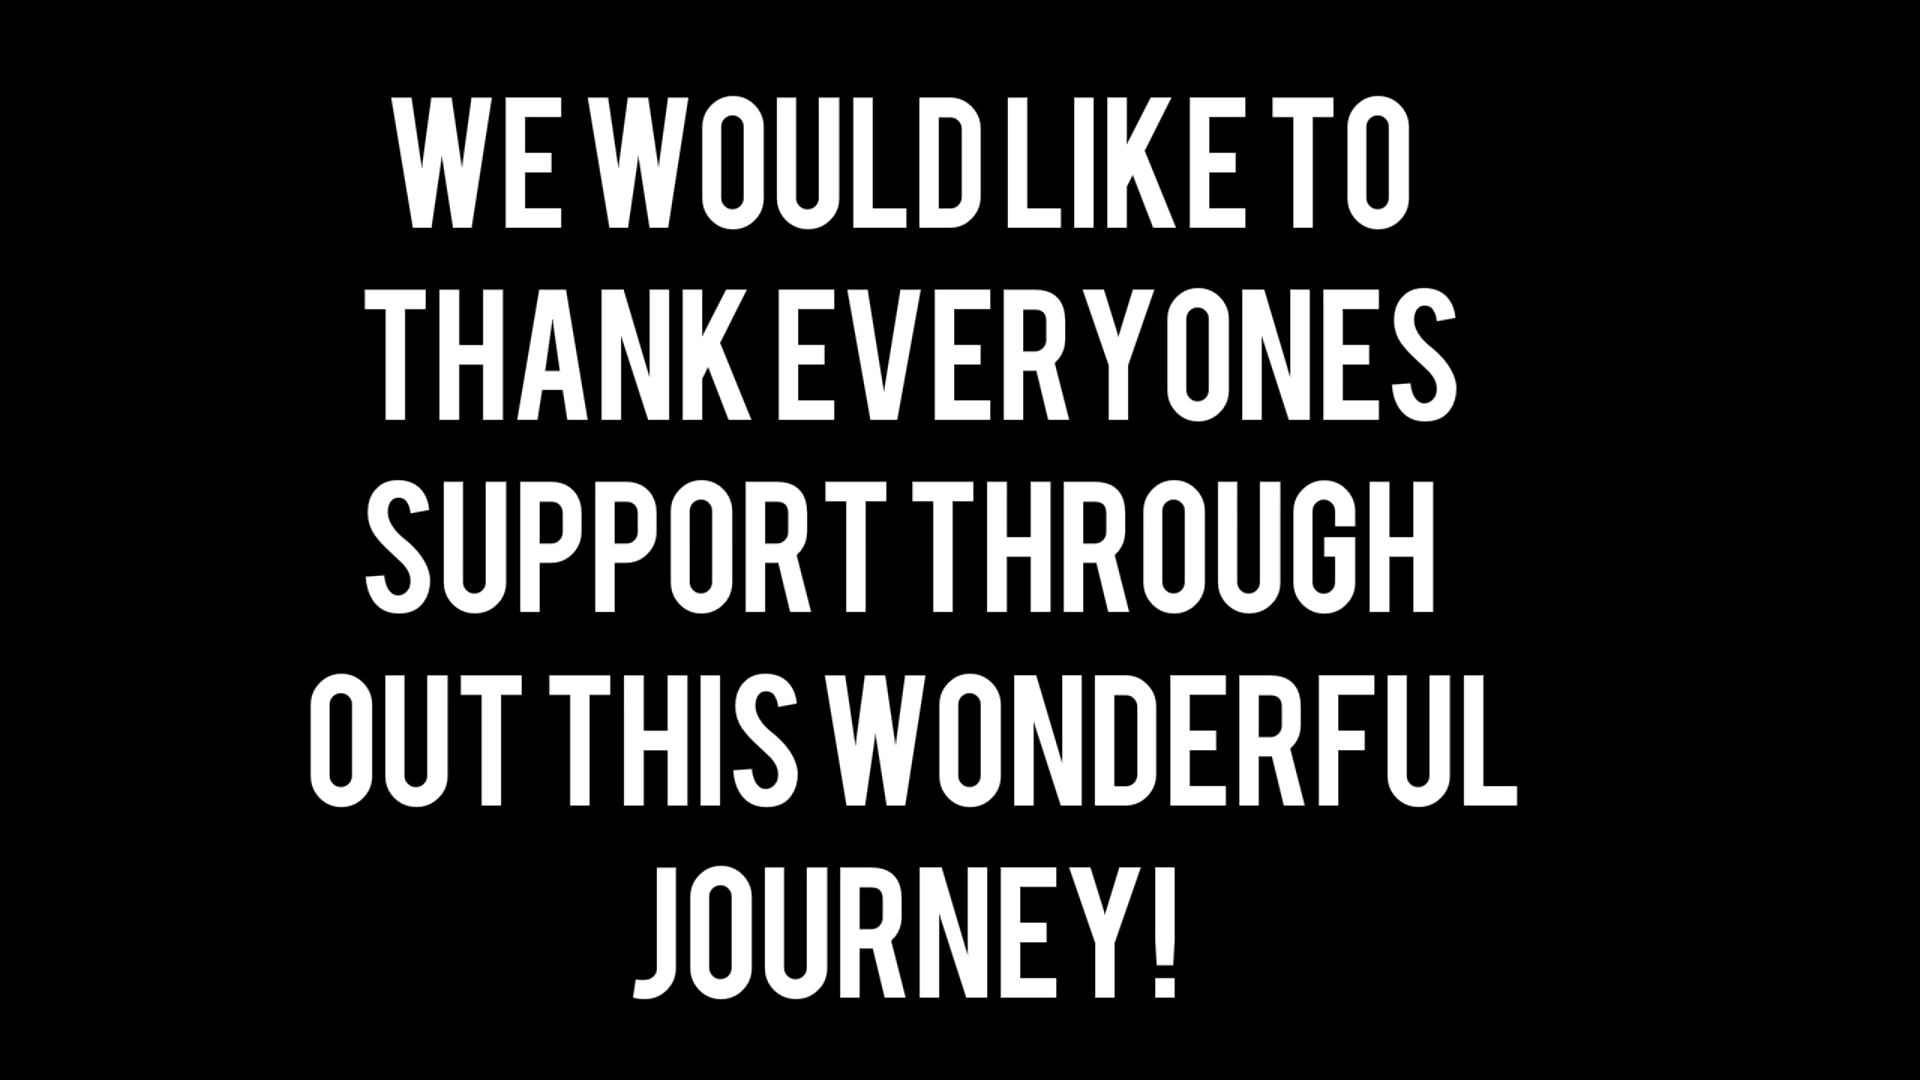 WE WOULD LIKE TO
THANK EVERYONES
SUPPORT THROUGH
OUT THIS WONDERFUL
JOURNEY!